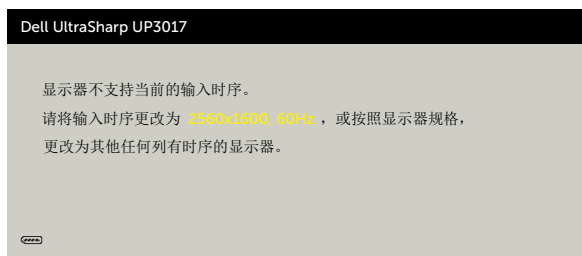 Dell UltraSharp UP3017
显示器不支持当前的输入时序。
请将输入时序更改为 2560x1600, 60Hz ，或按照显示器规格，
更改为其他任何列有时序的显示器。